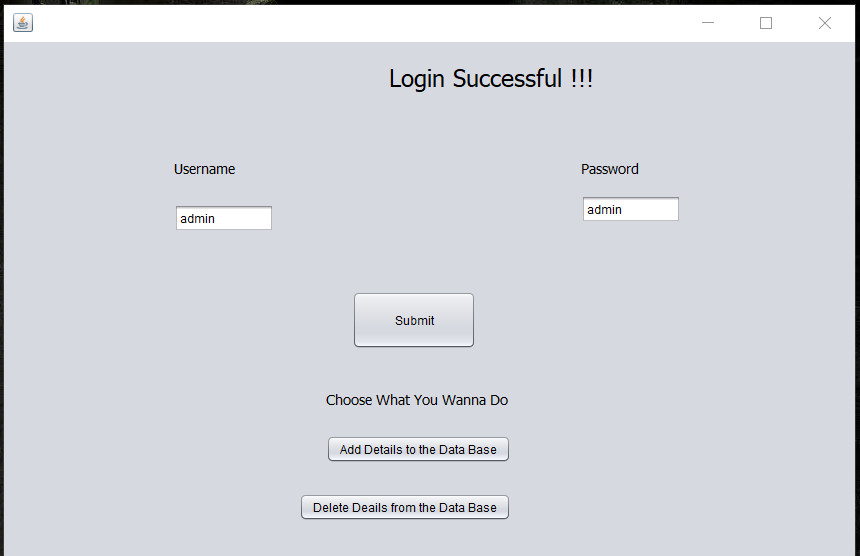 Login Successful !!!
Username
Password
admin
admin
Submit
Choose What You Wanna Do
Add Details to the Data Base
Delete Deails from the Data Base